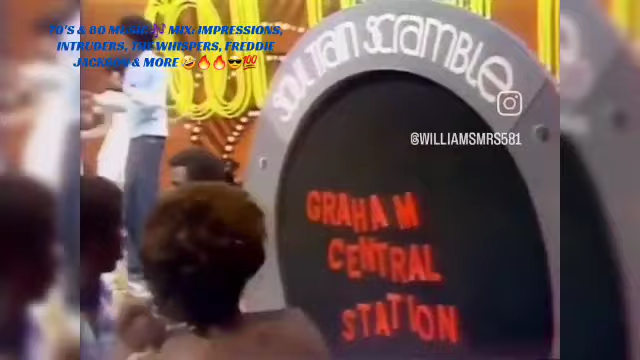 70'S & 80 MUSIC🎶 MIX: IMPRESSIONS,
INTRUDERS, THE WHISPERS, FREDDIE
JACKSON & MORE 🤣🔥🔥😎💯
SOUL TRAIN SCRAMBLE
@WILLIAMSMRS581
GRAHAM
CENTRAL
STATION